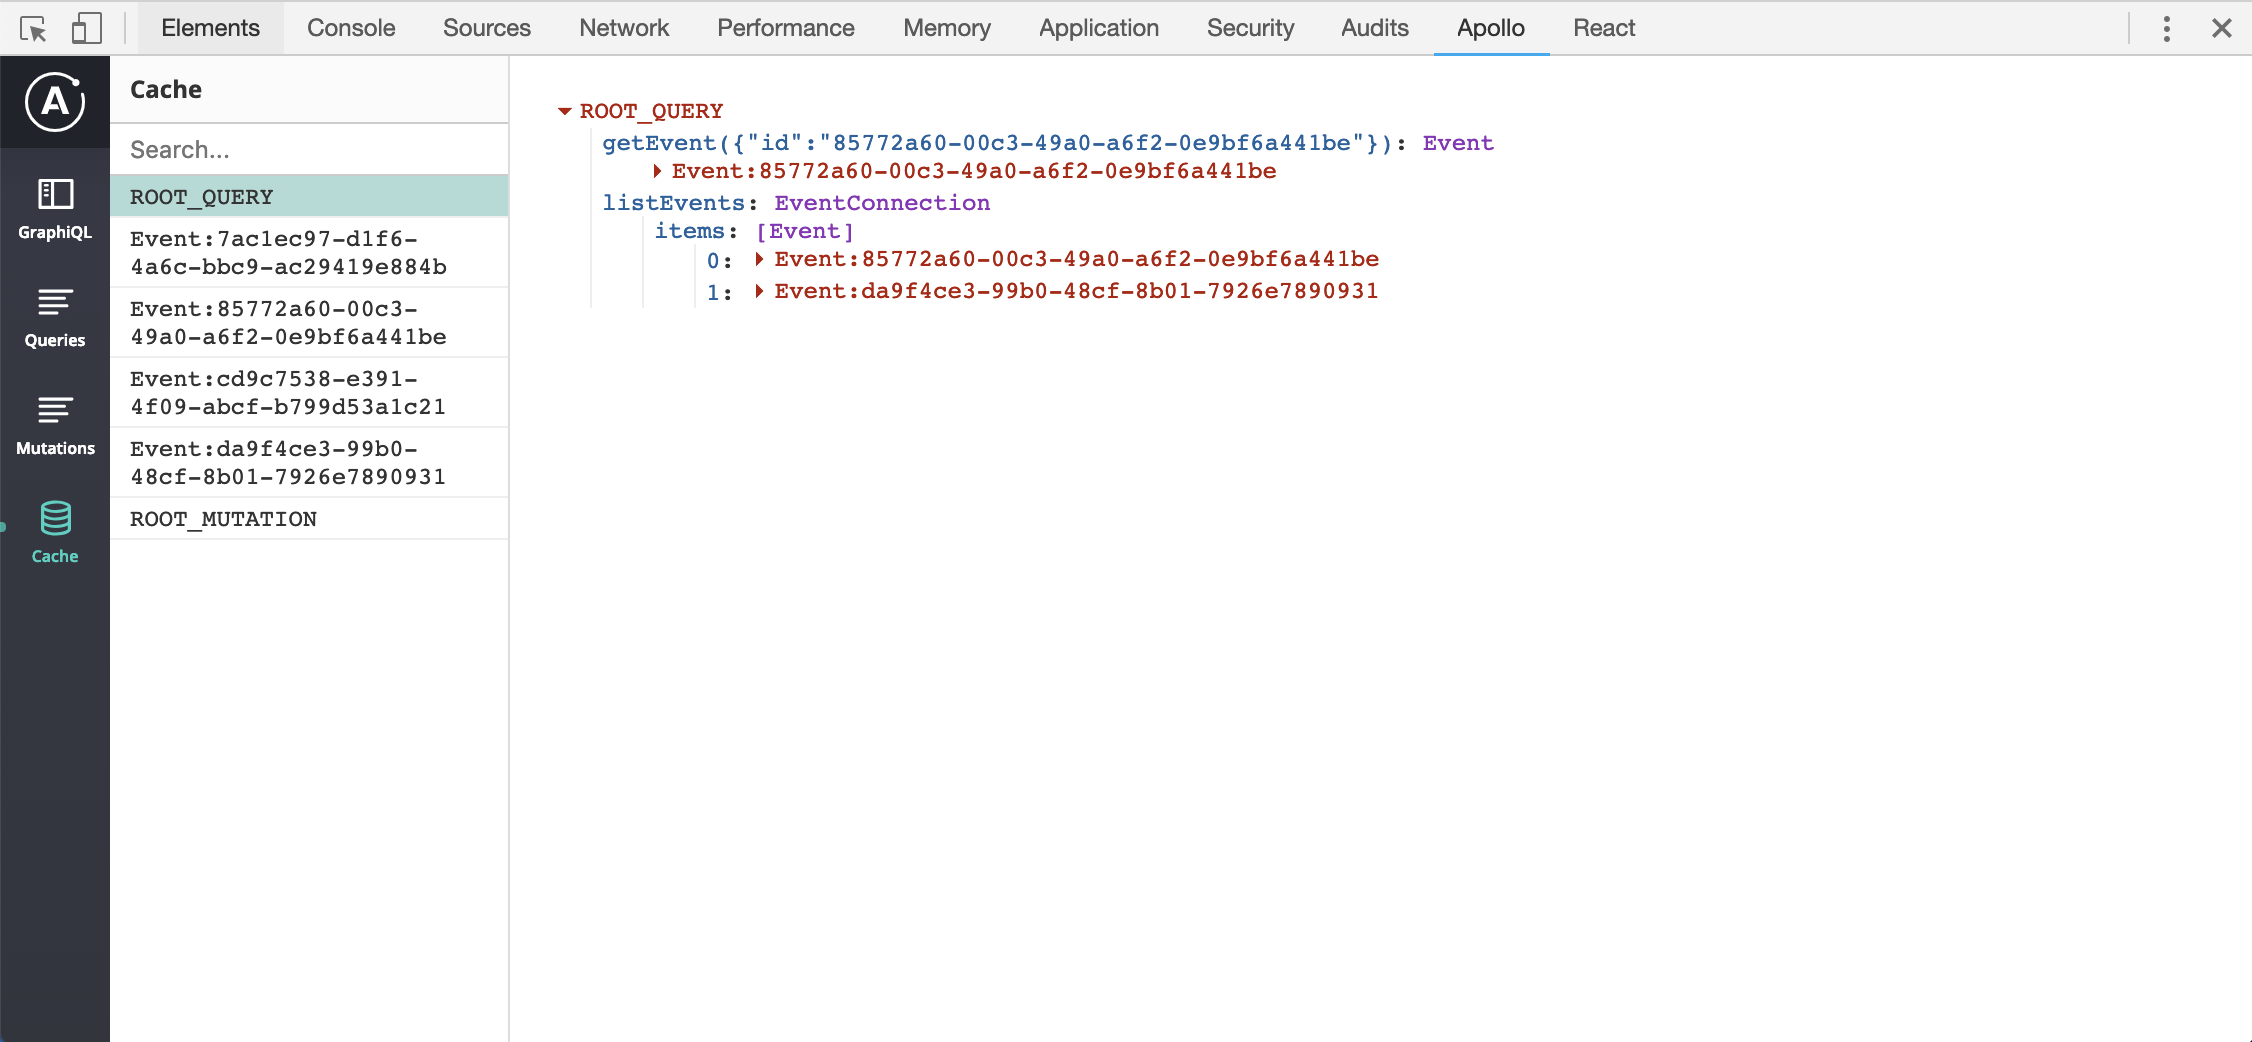 Elements Console Sources Network Performance Memory Application Security Audits Apollo React
Cache
Search...
ROOT_QUERY
Event:7ac1ec97-d1f6-
4a6c-bbc9-ac29419e884b
Event:85772a60-00c3-
49a0-a6f2-0e9bf6a441be
Event:cd9c7538-e391-
4f09-abcf-b799d53a1c21
Event:da9f4ce3-99b0-
48cf-8b01-7926e7890931
ROOT_MUTATION
GraphiQL
Queries
Mutations
Cache
ROOT_QUERY
getEvent({"id":"85772a60-00c3-49a0-a6f2-0e9bf6a441be"}): Event
Event:85772a60-00c3-49a0-a6f2-0e9bf6a441be
listEvents: EventConnection
items: [Event]
0: Event:85772a60-00c3-49a0-a6f2-0e9bf6a441be
1: Event:da9f4ce3-99b0-48cf-8b01-7926e7890931